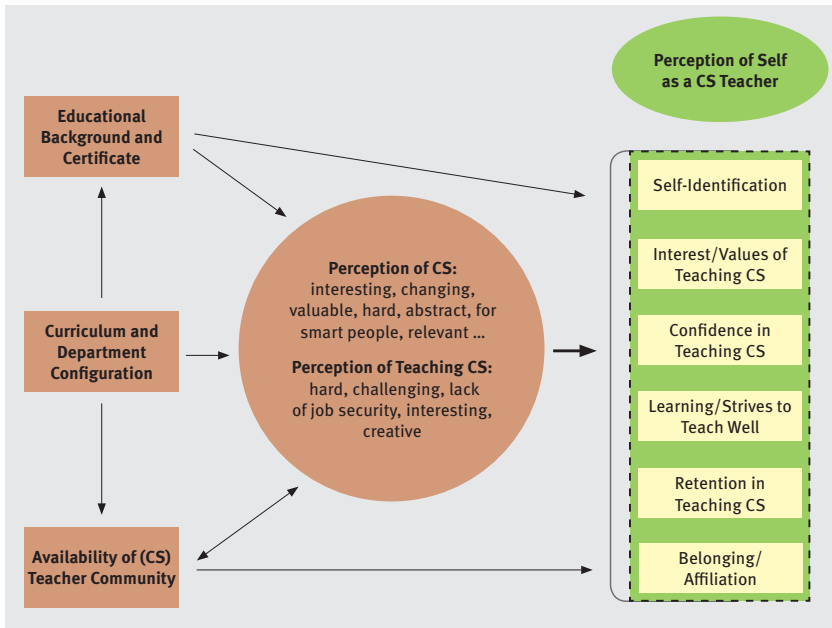 Perception of Self
as a CS Teacher
Educational
Background and
Certificate
Self-Identification
Interest/Values of
Teaching CS
Perception of CS:
interesting, changing,
valuable, hard, abstract, for
smart people, relevant ...
Perception of Teaching CS:
hard, challenging, lack
of job security, interesting,
creative
Curriculum and
Department
Configuration
Confidence in
Teaching CS
Learning/Strives to
Teach Well
Retention in
Teaching CS
Availability of (CS)
Teacher Community
Belonging/
Affiliation